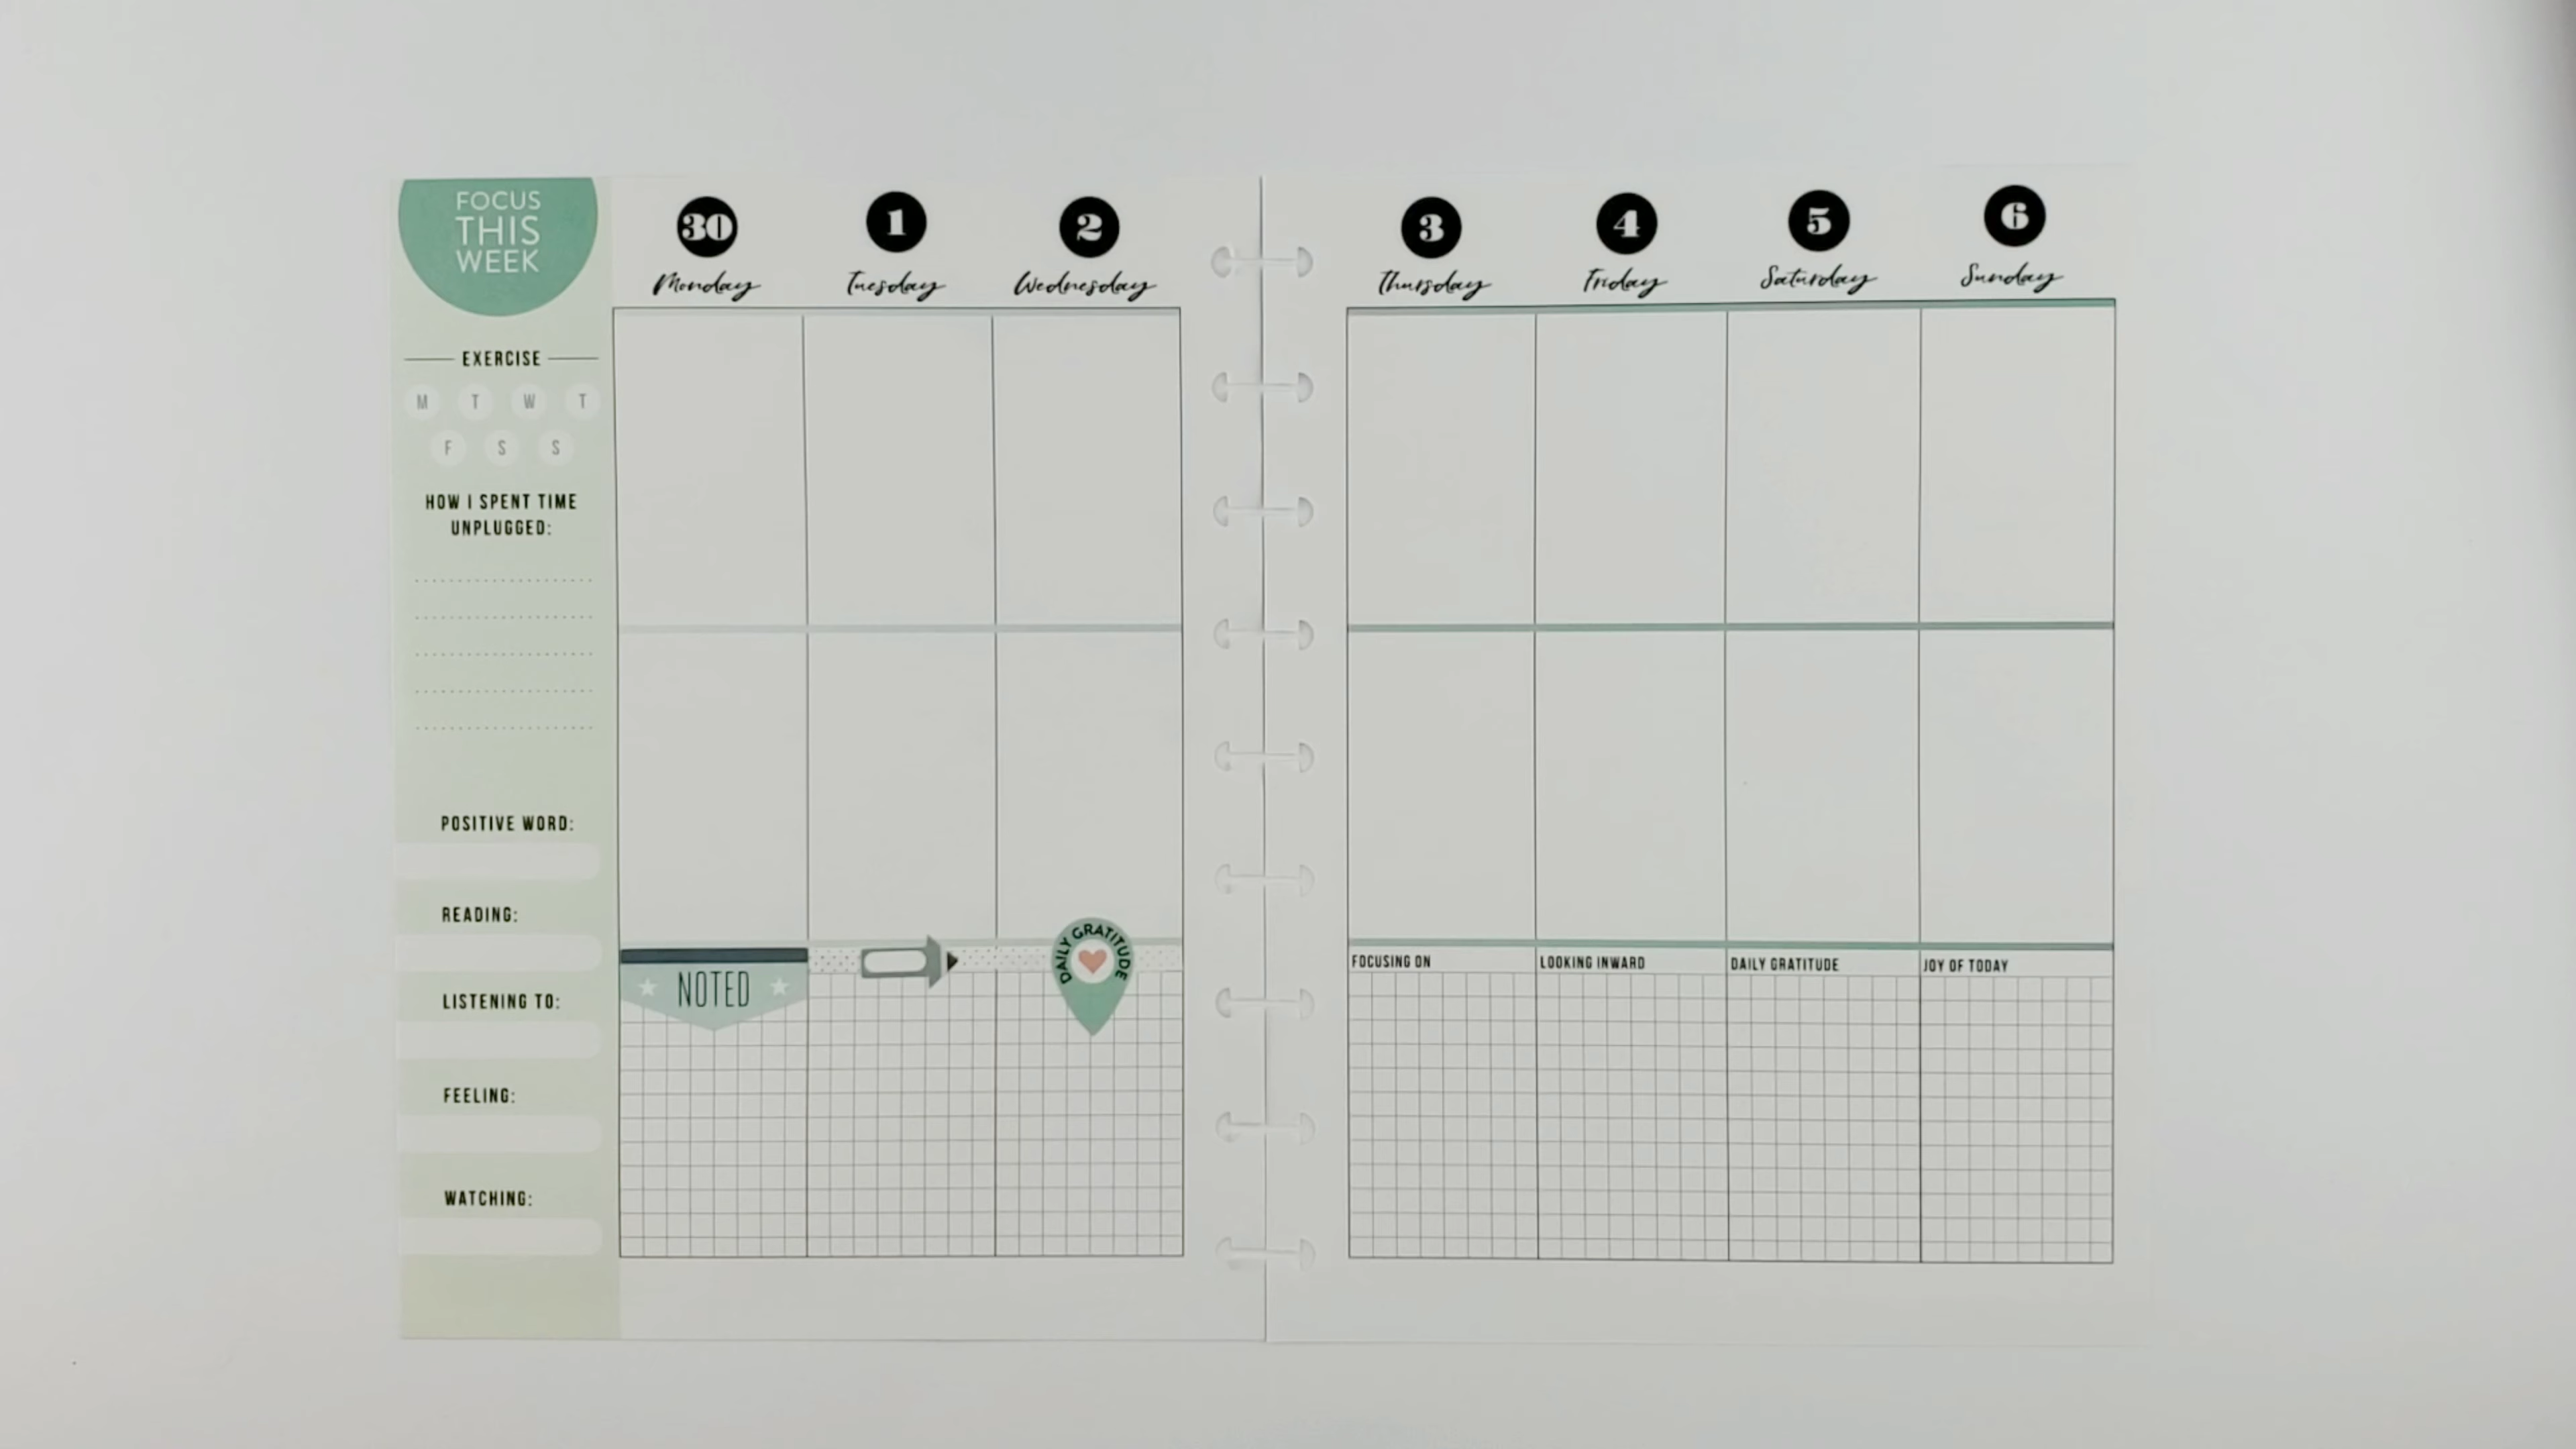 FOCUS
THIS
WEEK
EXERCISE
M T W T
F S S
HOW I SPENT TIME
UNPLUGGED:
POSITIVE WORD:
READING:
LISTENING TO:
FEELING:
WATCHING:
30 1 2
Monday Tuesday Wednesday
NOTED
DAILY GRATITUDE
3 4 5 6
Thursday Friday Saturday Sunday
FOCUSING ON LOOKING INWARD DAILY GRATITUDE JOY OF TODAY